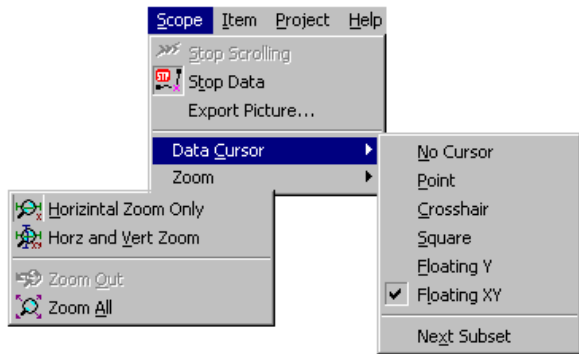 Scope Item Project Help
Stop Scrolling
STP Stop Data
Export Picture...
Data Cursor
Zoom
No Cursor
Point
Crosshair
Square
Floating Y
Floating XY
Next Subset
Horizintal Zoom Only
Horz and Vert Zoom
Zoom Out
Zoom All